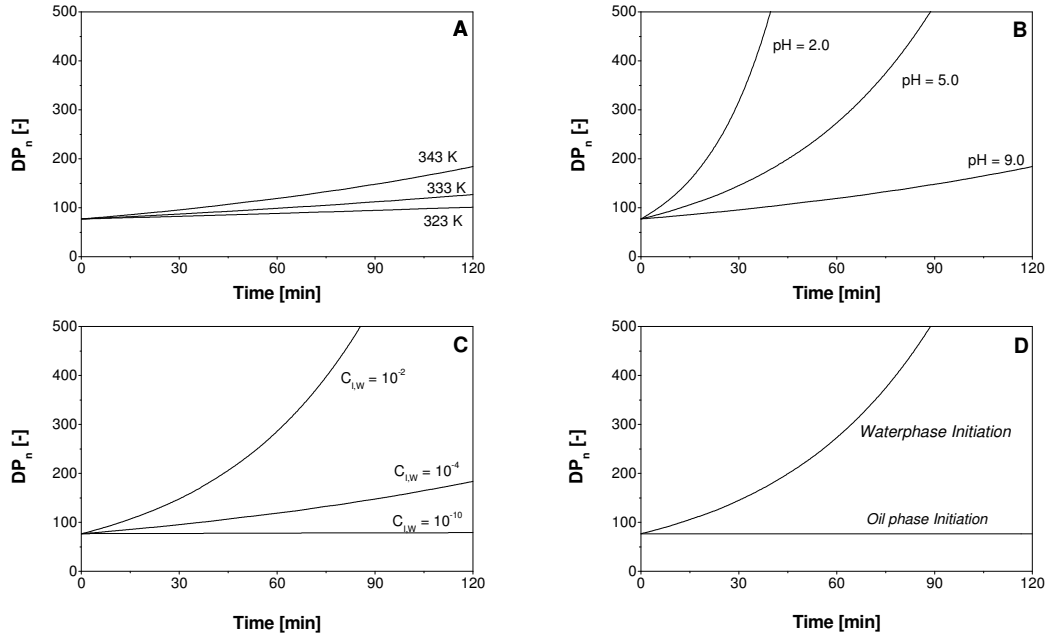 A
500
400
300
200
100
0
DPn [-]
343 K
333 K
323 K
0 30 60 90 120
Time [min]
B
500
400
300
200
100
0
DPn [-]
pH = 2.0
pH = 5.0
pH = 9.0
0 30 60 90 120
Time [min]
C
500
400
300
200
100
0
DPn [-]
CI,W = 10-2
CI,W = 10-4
CI,W = 10-10
0 30 60 90 120
Time [min]
D
500
400
300
200
100
0
DPn [-]
Waterphase Initiation
Oil phase Initiation
0 30 60 90 120
Time [min]